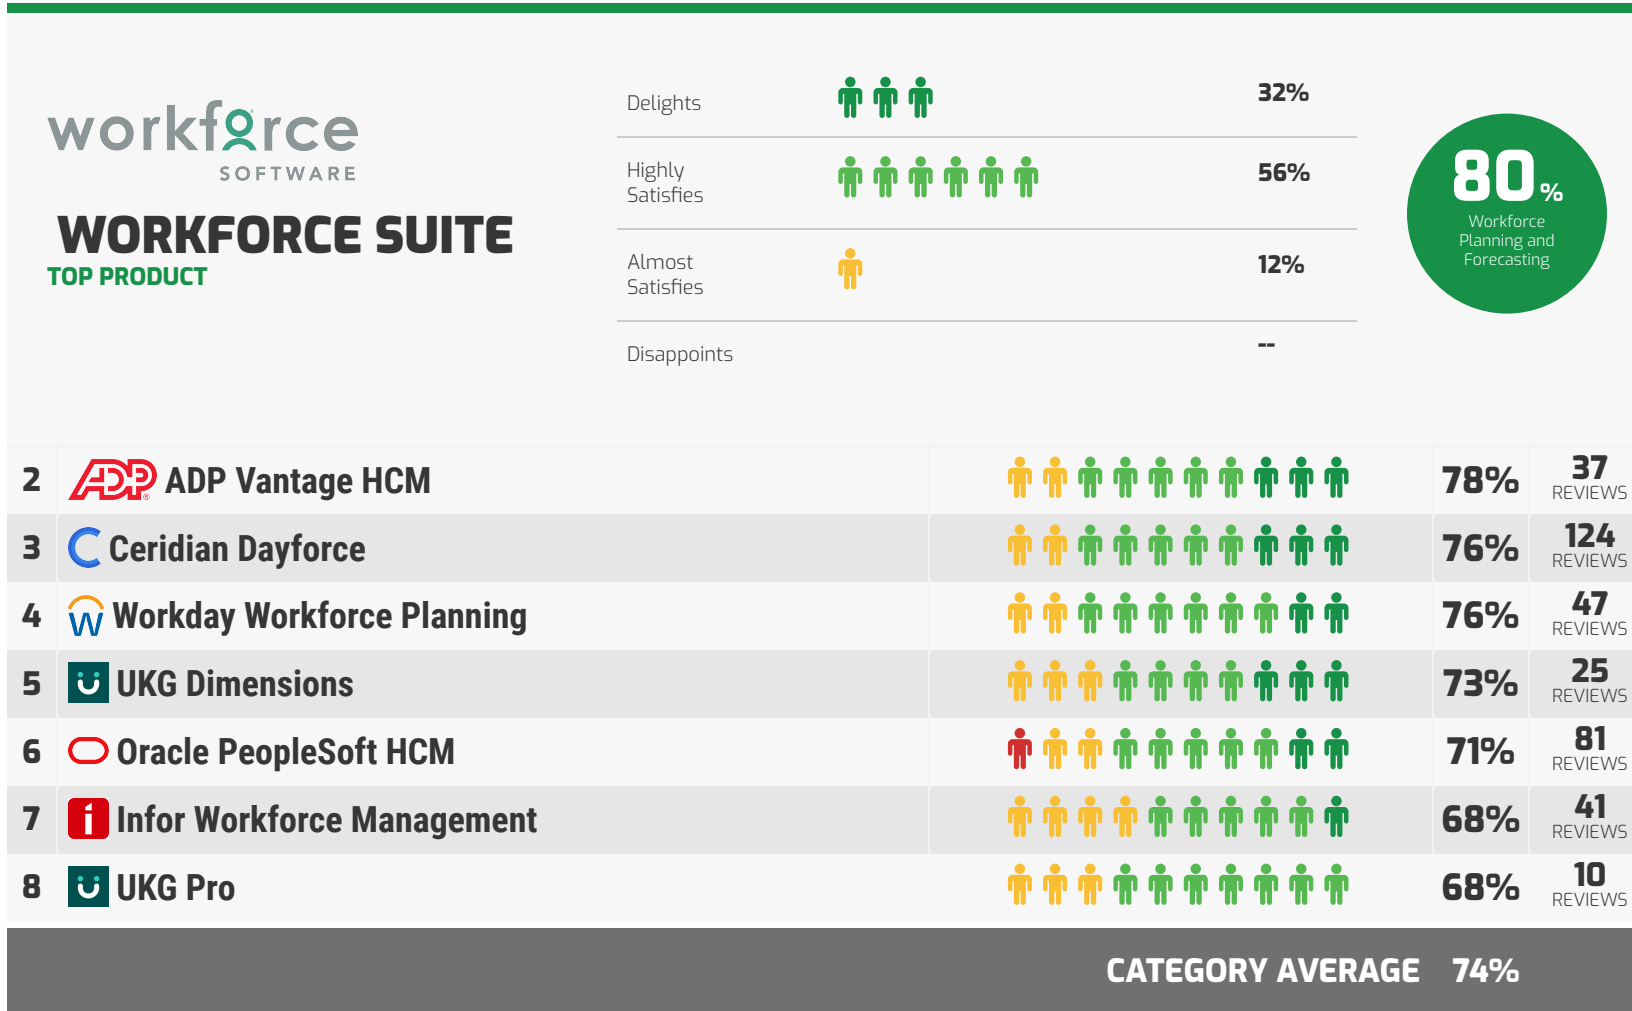 workforce
SOFTWARE
WORKFORCE SUITE
TOP PRODUCT
Delights 32%
Highly
Satisfies 56%
Almost
Satisfies 12%
Disappoints --
80%
Workforce
Planning and
Forecasting
2 ADP ADP Vantage HCM 78% 37
REVIEWS
3 Ceridian Dayforce 76% 124
REVIEWS
4 W Workday Workforce Planning 76% 47
REVIEWS
5 UKG Dimensions 73% 25
REVIEWS
6 Oracle PeopleSoft HCM 71% 81
REVIEWS
7 i Infor Workforce Management 68% 41
REVIEWS
8 UKG Pro 68% 10
REVIEWS
CATEGORY AVERAGE 74%